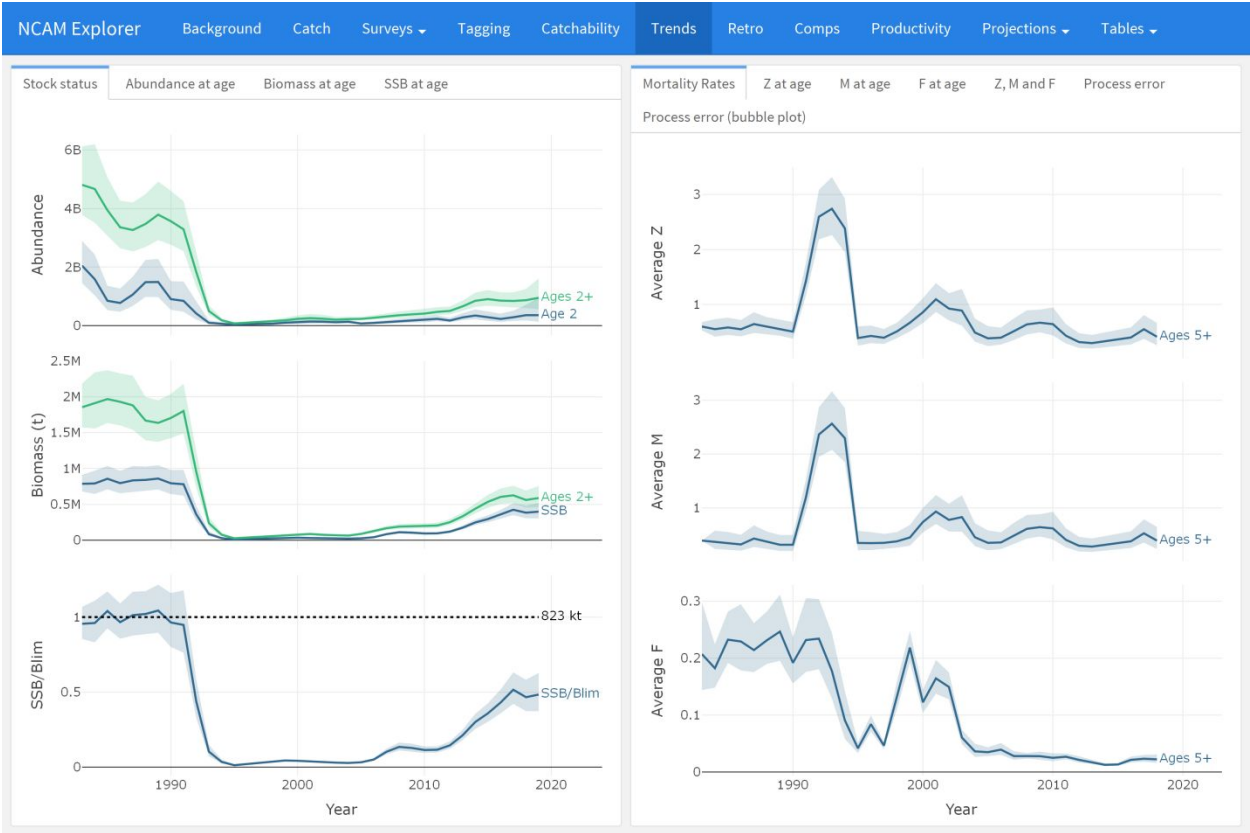 NCAM Explorer Background Catch Surveys Tagging Catchability Trends Retro Comps Productivity Projections Tables
Stock status Abundance at age Biomass at age SSB at age
Abundance
6B
4B
2B
0
Ages 2+
Age 2
Biomass (t)
2.5M
2M
1.5M
1M
0.5M
0
Ages 2+
SSB
SSB/Blim
1
0.5
0
823 kt
SSB/Blim
1990 2000 2010 2020
Year
Mortality Rates Z at age M at age F at age Z, M and F Process error
Process error (bubble plot)
Average Z
3
2
1
Ages 5+
Average M
3
2
1
Ages 5+
Average F
0.3
0.2
0.1
0
Ages 5+
1990 2000 2010 2020
Year